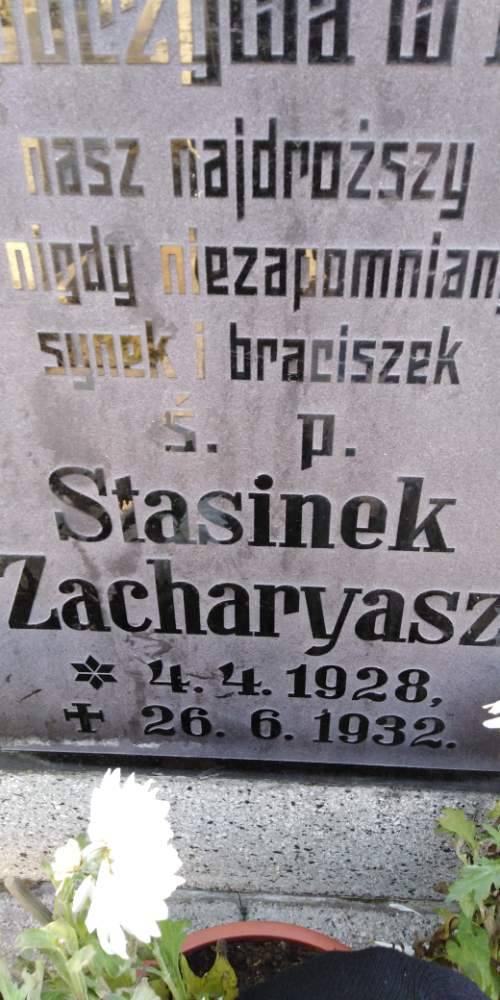 w
nasz najdroższy
nigdy niezapomniany
synek i braciszek
ś. p.
Stasinek
Zacharyasz
* 4. 4. 1928,
✝ 26. 6. 1932.